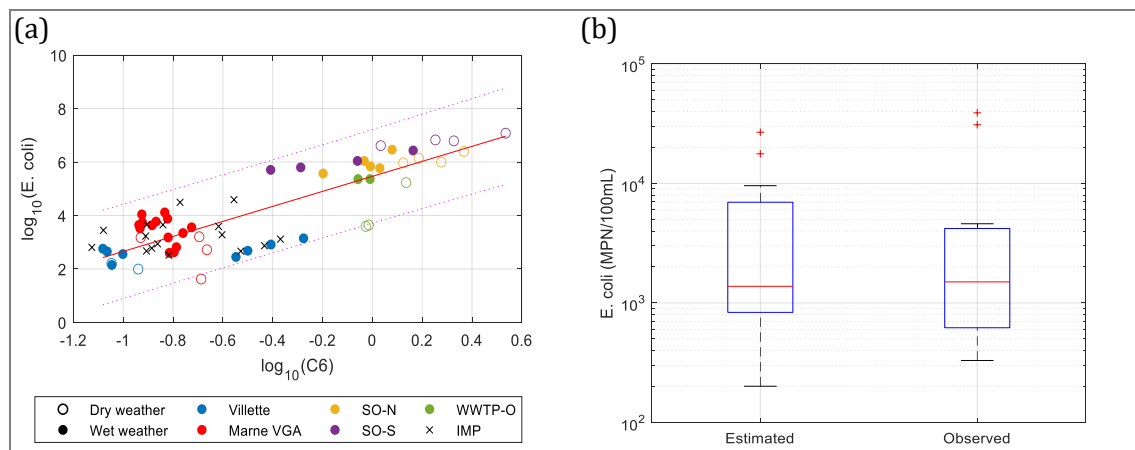 (a)
10
8
6
4
2
0
log10(E. coli)
-1.2 -1 -0.8 -0.6 -0.4 -0.2 0 0.2 0.4 0.6
log10(C6)
Dry weather Villette SO-N WWTP-O
Wet weather Marne VGA SO-S IMP
(b)
10^5
10^4
10^3
10^2
E. coli (MPN/100mL)
Estimated Observed